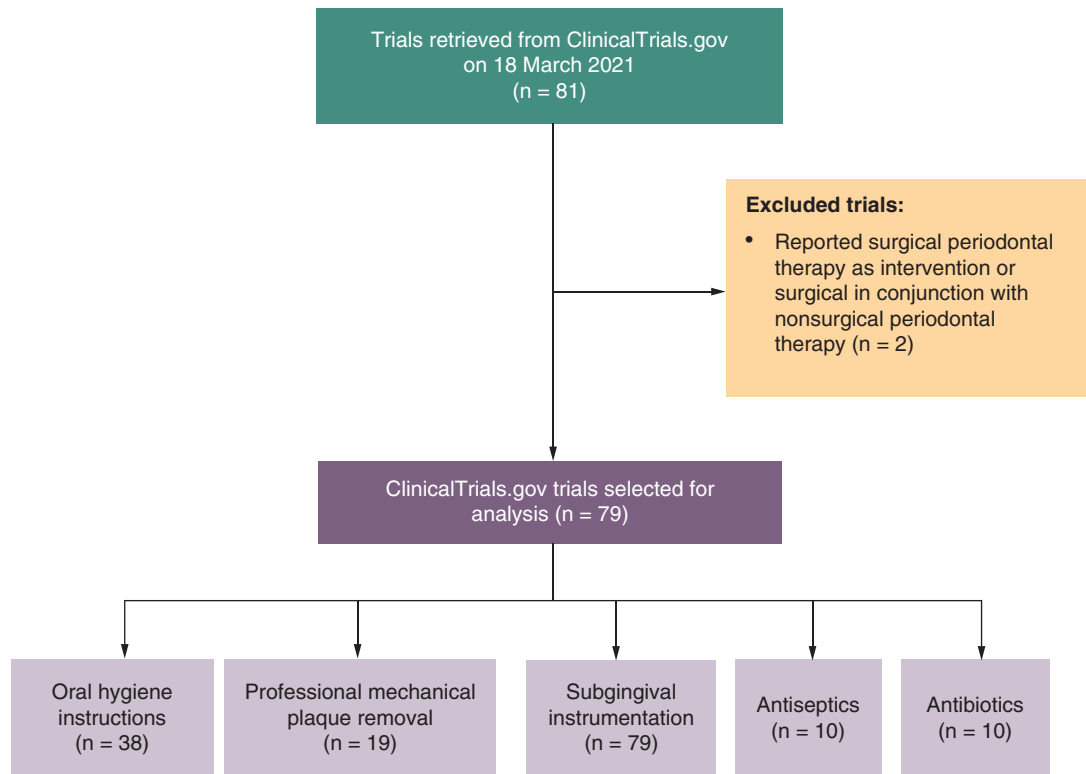 Trials retrieved from ClinicalTrials.gov
on 18 March 2021
(n = 81)
Excluded trials:
• Reported surgical periodontal
therapy as intervention or
surgical in conjunction with
nonsurgical periodontal
therapy (n = 2)
ClinicalTrials.gov trials selected for
analysis (n = 79)
Oral hygiene
instructions
(n = 38)
Professional mechanical
plaque removal
(n = 19)
Subgingival
instrumentation
(n = 79)
Antiseptics
(n = 10)
Antibiotics
(n = 10)